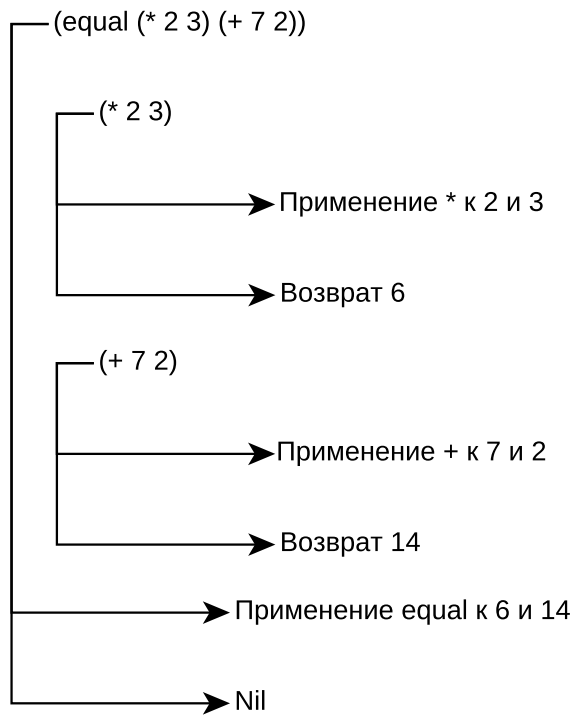 (equal (* 2 3) (+ 7 2))
(* 2 3)
Применение * к 2 и 3
Возврат 6
(+ 7 2)
Применение + к 7 и 2
Возврат 14
Применение equal к 6 и 14
Nil